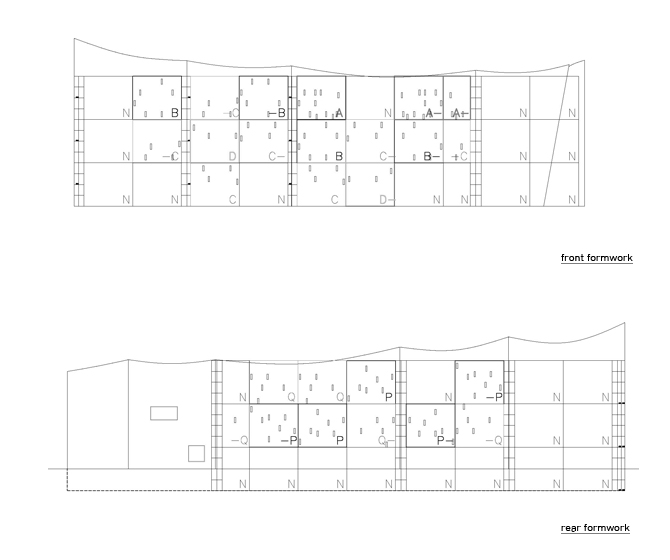 N B -C -B A N A- A- N N
N -C D C- B C- B- -C N N
N N C N C D- N N N N
front formwork
N Q Q P N -P N N
-Q -P P Q- P- -Q N N
N N N N N N N N
rear formwork